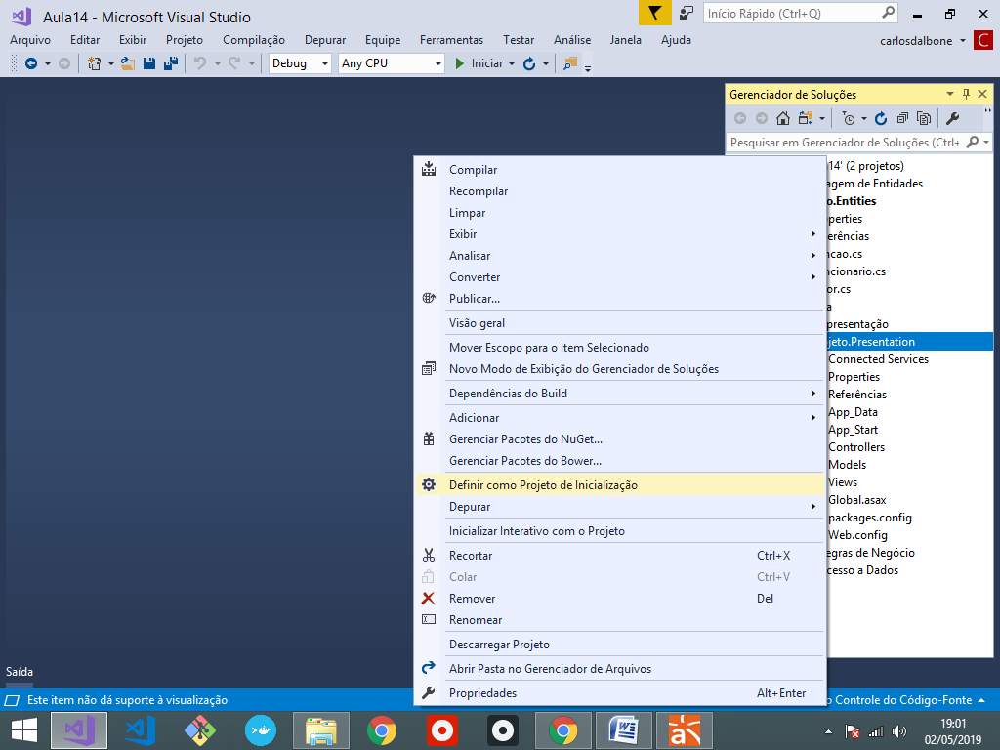 Aula14 - Microsoft Visual Studio
Início Rápido (Ctrl+Q)
Arquivo Editar Exibir Projeto Compilação Depurar Equipe Ferramentas Testar Análise Janela Ajuda
carlosdalbone
C
Debug
Any CPU
Iniciar
Gerenciador de Soluções
Pesquisar em Gerenciador de Soluções (Ctrl+
14' (2 projetos)
agem de Entidades
o.Entities
perties
erências
ncao.cs
ncionario.cs
or.cs
a
presentação
jeto.Presentation
Connected Services
Properties
Referências
App_Data
App_Start
Controllers
Models
Views
Global.asax
packages.config
Web.config
egras de Negócio
cesso a Dados
Compilar
Recompilar
Limpar
Exibir
Analisar
Converter
Publicar...
Visão geral
Mover Escopo para o Item Selecionado
Novo Modo de Exibição do Gerenciador de Soluções
Dependências do Build
Adicionar
Gerenciar Pacotes do NuGet...
Gerenciar Pacotes do Bower...
Definir como Projeto de Inicialização
Depurar
Inicializar Interativo com o Projeto
Recortar Ctrl+X
Colar Ctrl+V
Remover Del
Renomear
Descarregar Projeto
Abrir Pasta no Gerenciador de Arquivos
Propriedades Alt+Enter
Saída
Este item não dá suporte à visualização
o Controle do Código-Fonte
19:01
02/05/2019